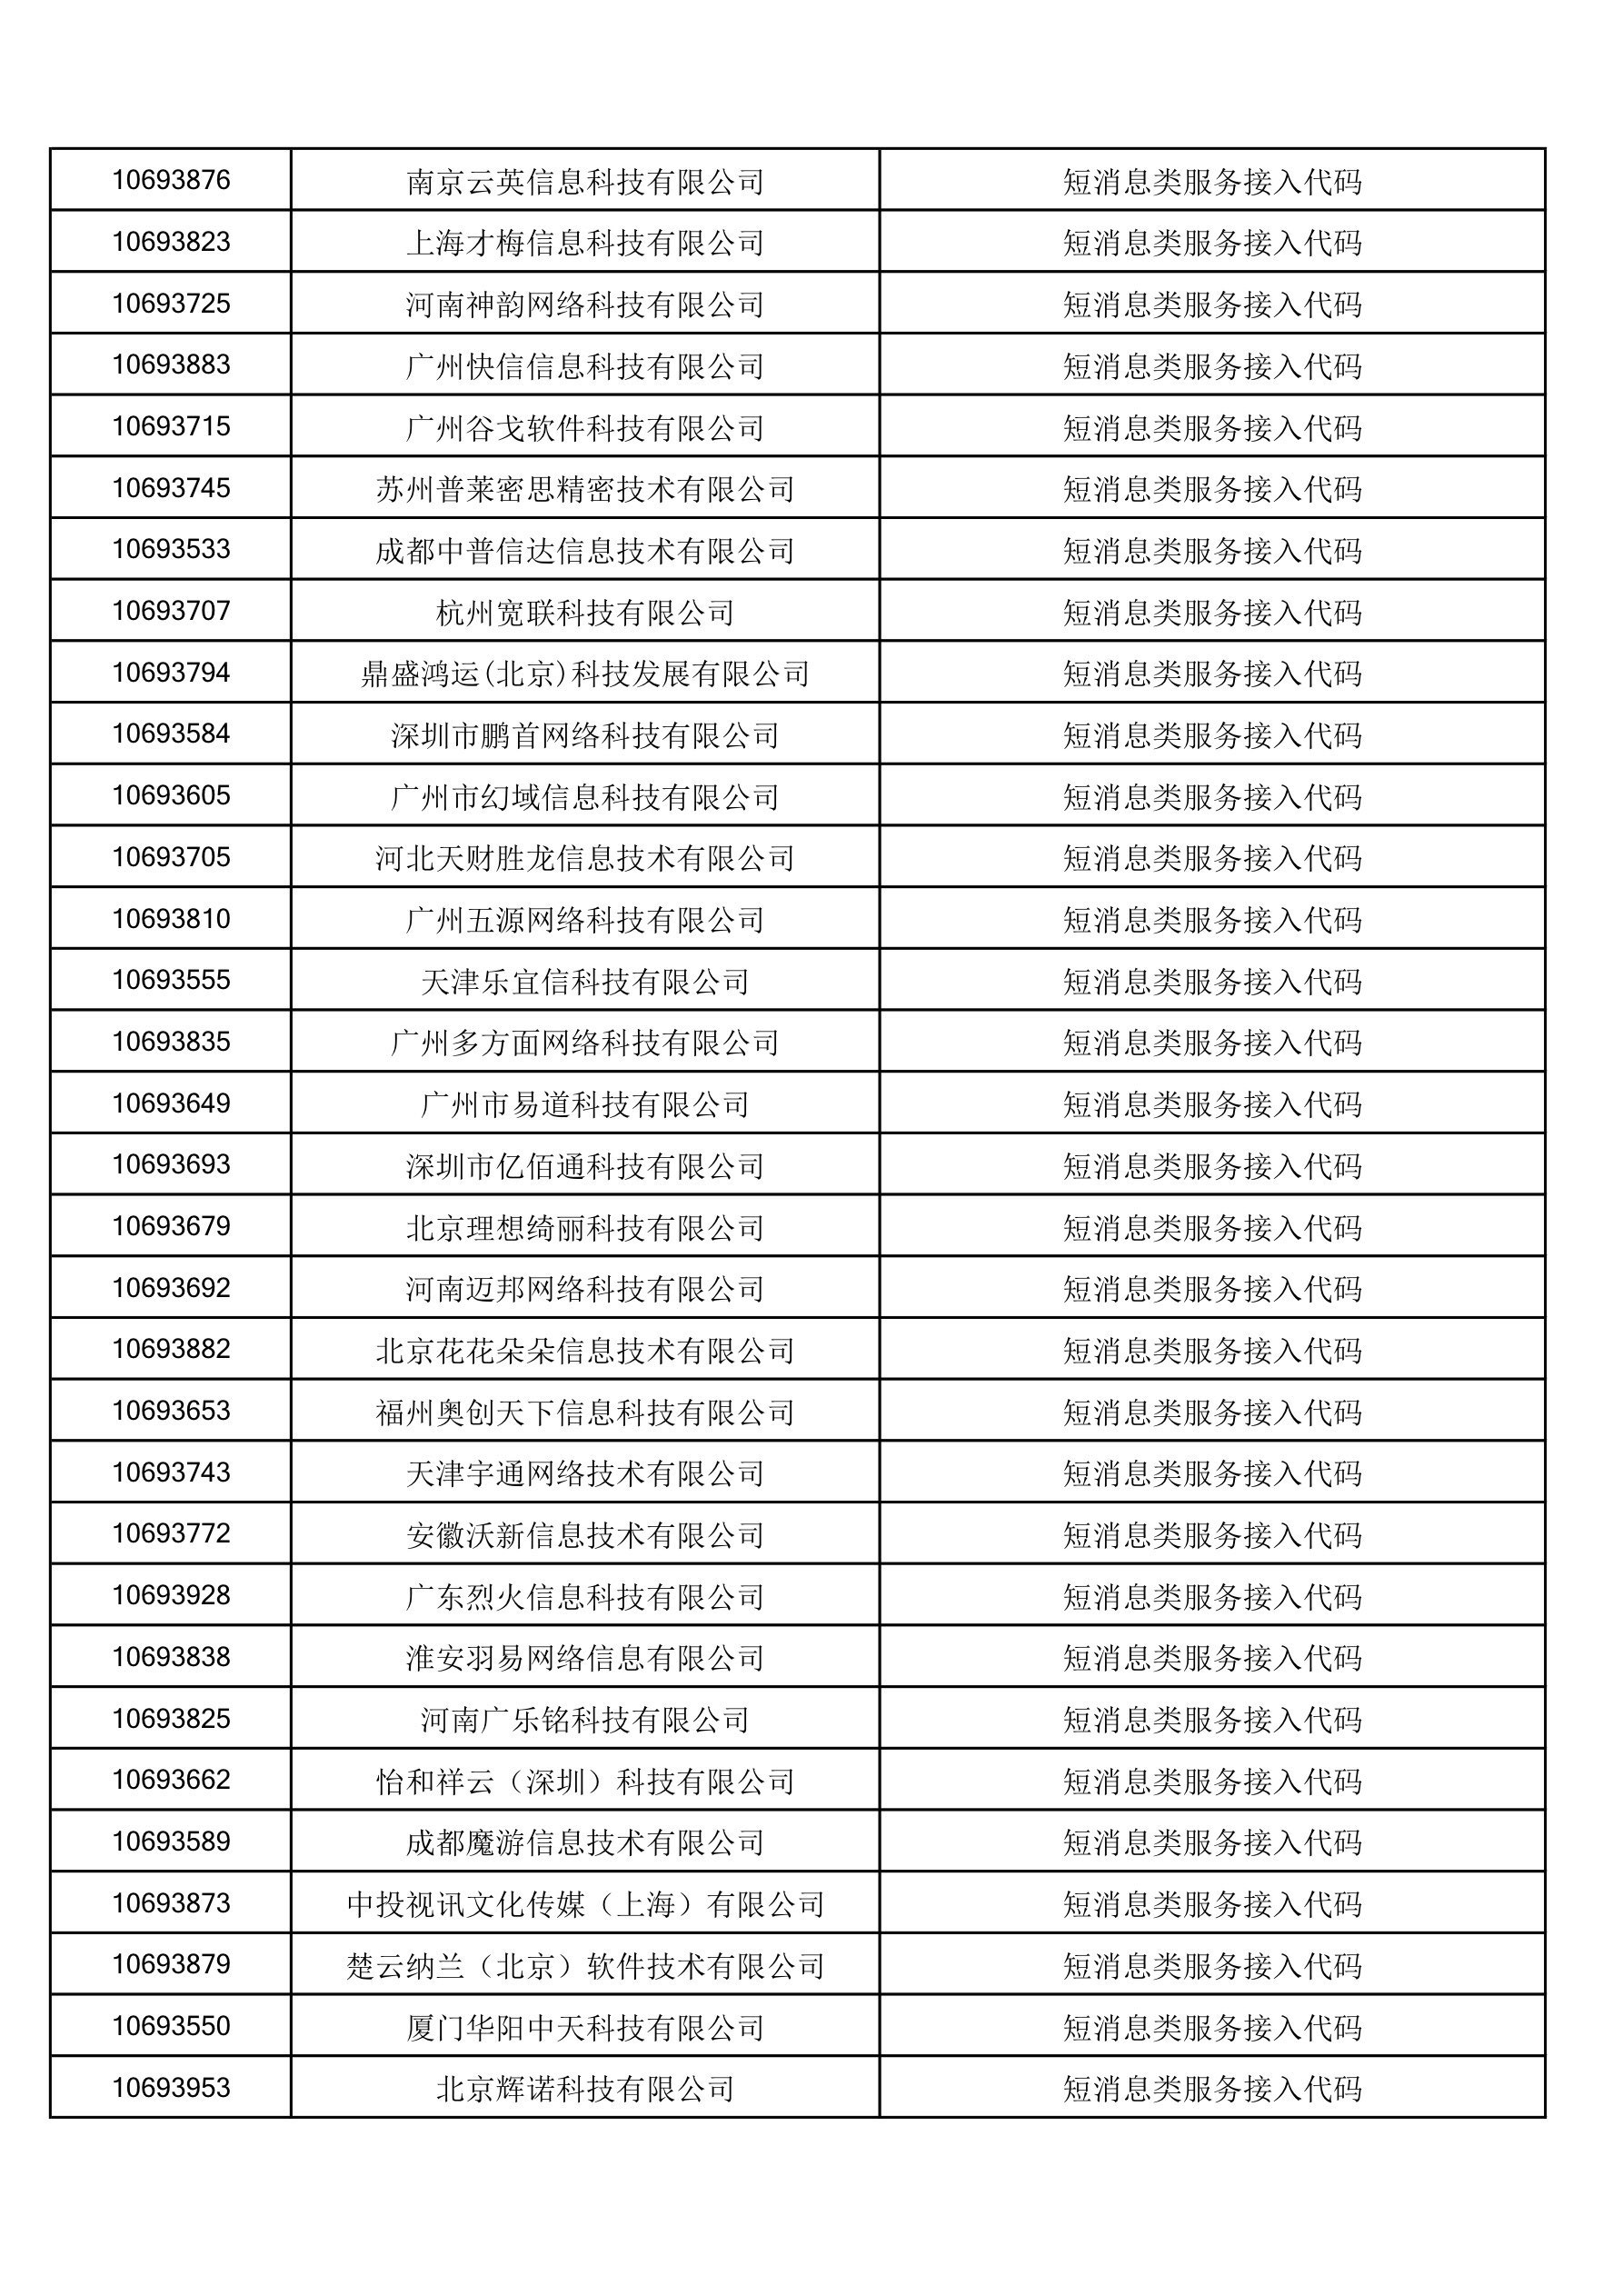 10693876 南京云英信息科技有限公司 短消息类服务接入代码
10693823 上海才梅信息科技有限公司 短消息类服务接入代码
10693725 河南神韵网络科技有限公司 短消息类服务接入代码
10693883 广州快信信息科技有限公司 短消息类服务接入代码
10693715 广州谷戈软件科技有限公司 短消息类服务接入代码
10693745 苏州普莱密思精密技术有限公司 短消息类服务接入代码
10693533 成都中普信达信息技术有限公司 短消息类服务接入代码
10693707 杭州宽联科技有限公司 短消息类服务接入代码
10693794 鼎盛鸿运(北京)科技发展有限公司 短消息类服务接入代码
10693584 深圳市鹏首网络科技有限公司 短消息类服务接入代码
10693605 广州市幻域信息科技有限公司 短消息类服务接入代码
10693705 河北天财胜龙信息技术有限公司 短消息类服务接入代码
10693810 广州五源网络科技有限公司 短消息类服务接入代码
10693555 天津乐宜信科技有限公司 短消息类服务接入代码
10693835 广州多方面网络科技有限公司 短消息类服务接入代码
10693649 广州市易道科技有限公司 短消息类服务接入代码
10693693 深圳市亿佰通科技有限公司 短消息类服务接入代码
10693679 北京理想绮丽科技有限公司 短消息类服务接入代码
10693692 河南迈邦网络科技有限公司 短消息类服务接入代码
10693882 北京花花朵朵信息技术有限公司 短消息类服务接入代码
10693653 福州奥创天下信息科技有限公司 短消息类服务接入代码
10693743 天津宇通网络技术有限公司 短消息类服务接入代码
10693772 安徽沃新信息技术有限公司 短消息类服务接入代码
10693928 广东烈火信息科技有限公司 短消息类服务接入代码
10693838 淮安羽易网络信息有限公司 短消息类服务接入代码
10693825 河南广乐铭科技有限公司 短消息类服务接入代码
10693662 怡和祥云（深圳）科技有限公司 短消息类服务接入代码
10693589 成都魔游信息技术有限公司 短消息类服务接入代码
10693873 中投视讯文化传媒（上海）有限公司 短消息类服务接入代码
10693879 楚云纳兰（北京）软件技术有限公司 短消息类服务接入代码
10693550 厦门华阳中天科技有限公司 短消息类服务接入代码
10693953 北京辉诺科技有限公司 短消息类服务接入代码